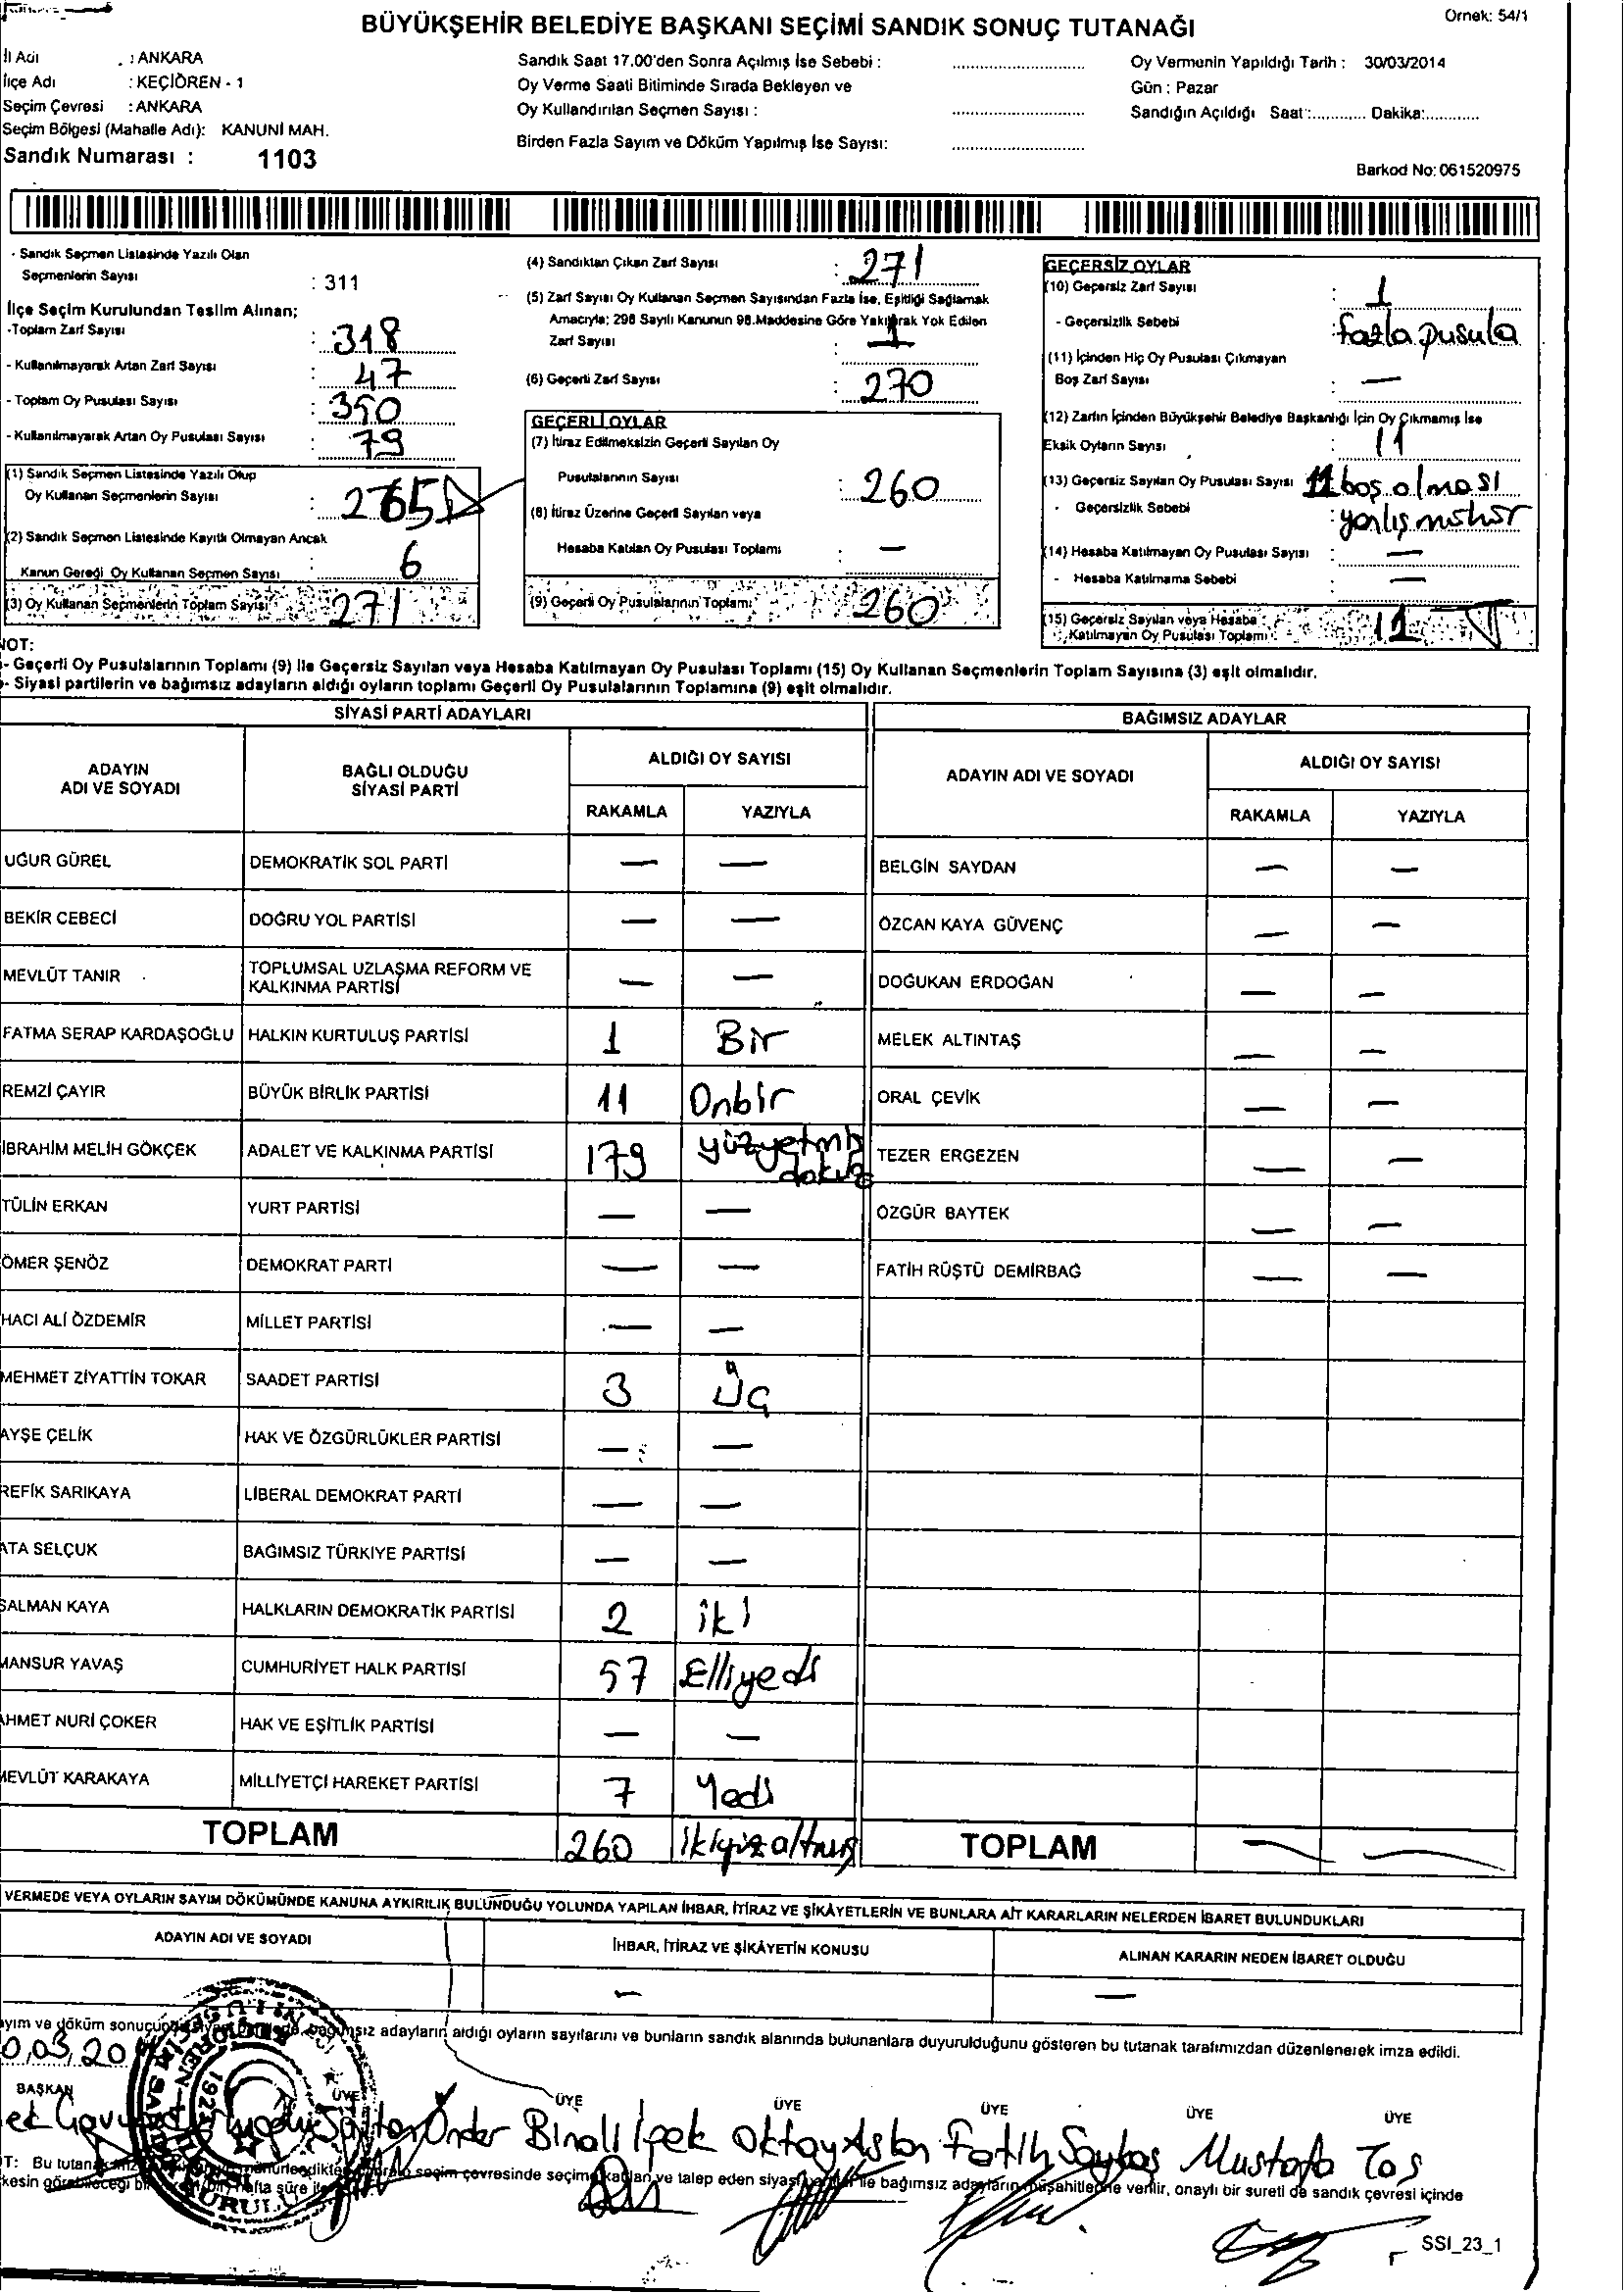 BÜYÜKŞEHİR BELEDİYE BAŞKANI SEÇİMİ SANDIK SONUÇ TUTANAĞI
Örnek: 54/1
İl Adı : ANKARA
İlçe Adı : KEÇİÖREN - 1
Seçim Çevresi : ANKARA
Seçim Bölgesi (Mahalle Adı): KANUNİ MAH.
Sandık Numarası : 1103
Sandık Saat 17.00'den Sonra Açılmış İse Sebebi :
Oy Verme Saati Bitiminde Sırada Bekleyen ve
Oy Kullandırılan Seçmen Sayısı :
Birden Fazla Sayım ve Döküm Yapılmış İse Sayısı:
Oy Vermenin Yapıldığı Tarih : 30/03/2014
Gün : Pazar
Sandığın Açıldığı Saat :............ Dakika:............
Barkod No: 061520975
- Sandık Seçmen Listesinde Yazılı Olan
Seçmenlerin Sayısı : 311
İlçe Seçim Kurulundan Teslim Alınan;
-Toplam Zarf Sayısı : 318
- Kullanılmayarak Artan Zarf Sayısı : 47
- Toplam Oy Pusulası Sayısı : 350
- Kullanılmayarak Artan Oy Pusulası Sayısı : 79
(1) Sandık Seçmen Listesinde Yazılı Olup
Oy Kullanan Seçmenlerin Sayısı : 265
(2) Sandık Seçmen Listesinde Kayıtlı Olmayan Ancak
Kanun Gereği Oy Kullanan Seçmen Sayısı : 6
(3) Oy Kullanan Seçmenlerin Toplam Sayısı : 271
(4) Sandıktan Çıkan Zarf Sayısı : 271
(5) Zarf Sayısı Oy Kullanan Seçmen Sayısından Fazla İse, Eşitliği Sağlamak
Amacıyla; 298 Sayılı Kanunun 98.Maddesine Göre Yakılarak Yok Edilen
Zarf Sayısı : 1
(6) Geçerli Zarf Sayısı : 270
GEÇERLİ OYLAR
(7) İtiraz Edilmeksizin Geçerli Sayılan Oy
Pusulalarının Sayısı : 260
(8) İtiraz Üzerine Geçerli Sayılan veya
Hesaba Katılan Oy Pusulası Toplamı : —
(9) Geçerli Oy Pusulalarının Toplamı : 260
GEÇERSİZ OYLAR
(10) Geçersiz Zarf Sayısı : 1
- Geçersizlik Sebebi : fazla pusula
(11) İçinden Hiç Oy Pusulası Çıkmayan
Boş Zarf Sayısı : —
(12) Zarfın İçinden Büyükşehir Belediye Başkanlığı İçin Oy Çıkmamış İse
Eksik Oyların Sayısı : 11
(13) Geçersiz Sayılan Oy Pusulası Sayısı 11 boş olması
- Geçersizlik Sebebi : yanlış mühür
(14) Hesaba Katılmayan Oy Pusulası Sayısı : —
- Hesaba Katılmama Sebebi : —
(15) Geçersiz Sayılan veya Hesaba
Katılmayan Oy Pusulası Toplamı : 11
NOT:
- Geçerli Oy Pusulalarının Toplamı (9) ile Geçersiz Sayılan veya Hesaba Katılmayan Oy Pusulası Toplamı (15) Oy Kullanan Seçmenlerin Toplam Sayısına (3) eşit olmalıdır.
- Siyasi partilerin ve bağımsız adayların aldığı oyların toplamı Geçerli Oy Pusulalarının Toplamına (9) eşit olmalıdır.
SİYASİ PARTİ ADAYLARI
BAĞIMSIZ ADAYLAR
ADAYIN ADI VE SOYADI
BAĞLI OLDUĞU SİYASİ PARTİ
ALDIĞI OY SAYISI
RAKAMLA YAZIYLA
ADAYIN ADI VE SOYADI
ALDIĞI OY SAYISI
RAKAMLA YAZIYLA
UĞUR GÜREL DEMOKRATİK SOL PARTİ — — BELGİN SAYDAN — —
BEKİR CEBECİ DOĞRU YOL PARTİSİ — — ÖZCAN KAYA GÜVENÇ — —
MEVLÜT TANIR TOPLUMSAL UZLAŞMA REFORM VE KALKINMA PARTİSİ — — DOĞUKAN ERDOĞAN — —
FATMA SERAP KARDAŞOĞLU HALKIN KURTULUŞ PARTİSİ 1 Bir MELEK ALTINTAŞ — —
REMZİ ÇAYIR BÜYÜK BİRLİK PARTİSİ 11 Onbir ORAL ÇEVİK — —
İBRAHİM MELİH GÖKÇEK ADALET VE KALKINMA PARTİSİ 179 yüzyetmiş dokuz TEZER ERGEZEN — —
TÜLİN ERKAN YURT PARTİSİ — — ÖZGÜR BAYTEK — —
ÖMER ŞENÖZ DEMOKRAT PARTİ — — FATİH RÜŞTÜ DEMİRBAĞ — —
HACI ALİ ÖZDEMİR MİLLET PARTİSİ — —
MEHMET ZİYATTİN TOKAR SAADET PARTİSİ 3 Üç
AYŞE ÇELİK HAK VE ÖZGÜRLÜKLER PARTİSİ — —
REFİK SARIKAYA LİBERAL DEMOKRAT PARTİ — —
ATA SELÇUK BAĞIMSIZ TÜRKİYE PARTİSİ — —
SALMAN KAYA HALKLARIN DEMOKRATİK PARTİSİ 2 iki
MANSUR YAVAŞ CUMHURİYET HALK PARTİSİ 57 Elliyedi
AHMET NURİ ÇOKER HAK VE EŞİTLİK PARTİSİ — —
MEVLÜT KARAKAYA MİLLİYETÇİ HAREKET PARTİSİ 7 Yedi
TOPLAM 260 ikiyüzaltmış TOPLAM — —
VERMEDE VEYA OYLARIN SAYIM DÖKÜMÜNDE KANUNA AYKIRILIK BULUNDUĞU YOLUNDA YAPILAN İHBAR, İTİRAZ VE ŞİKÂYETLERİN VE BUNLARA AİT KARARLARIN NELERDEN İBARET BULUNDUKLARI
ADAYIN ADI VE SOYADI İHBAR, İTİRAZ VE ŞİKÂYETİN KONUSU ALINAN KARARIN NEDEN İBARET OLDUĞU
— —
ayım ve döküm sonucunda bağımsız adayların aldığı oyların sayılarını ve bunların sandık alanında bulunanlara duyurulduğunu gösteren bu tutanak tarafımızdan düzenlenerek imza edildi.
0.03.20
BAŞKAN ÜYE ÜYE ÜYE ÜYE ÜYE ÜYE
Önder Binali İpek Oktay Aslan Fatih Saybaş Mustafa Taş
T: Bu tutanak seçim çevresinde seçime katılan ve talep eden siyasi ile bağımsız adayların müşahitlerine verilir, onaylı bir sureti de sandık çevresi içinde
kesin görebileceği bir hafta süre ile
SSI_23_1